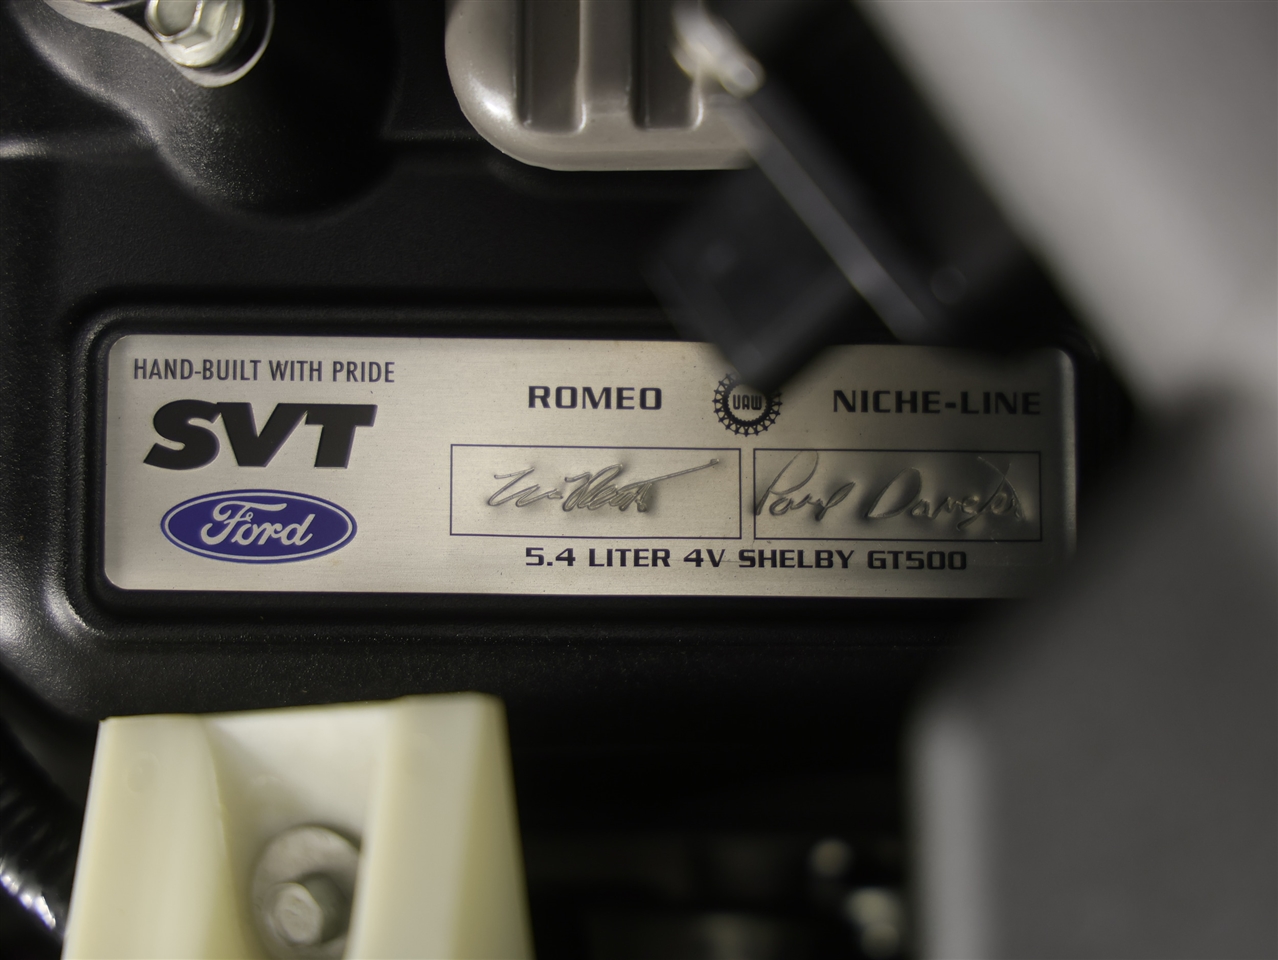 HAND-BUILT WITH PRIDE
SVT
Ford
ROMEO UAW NICHE-LINE
5.4 LITER 4V SHELBY GT500